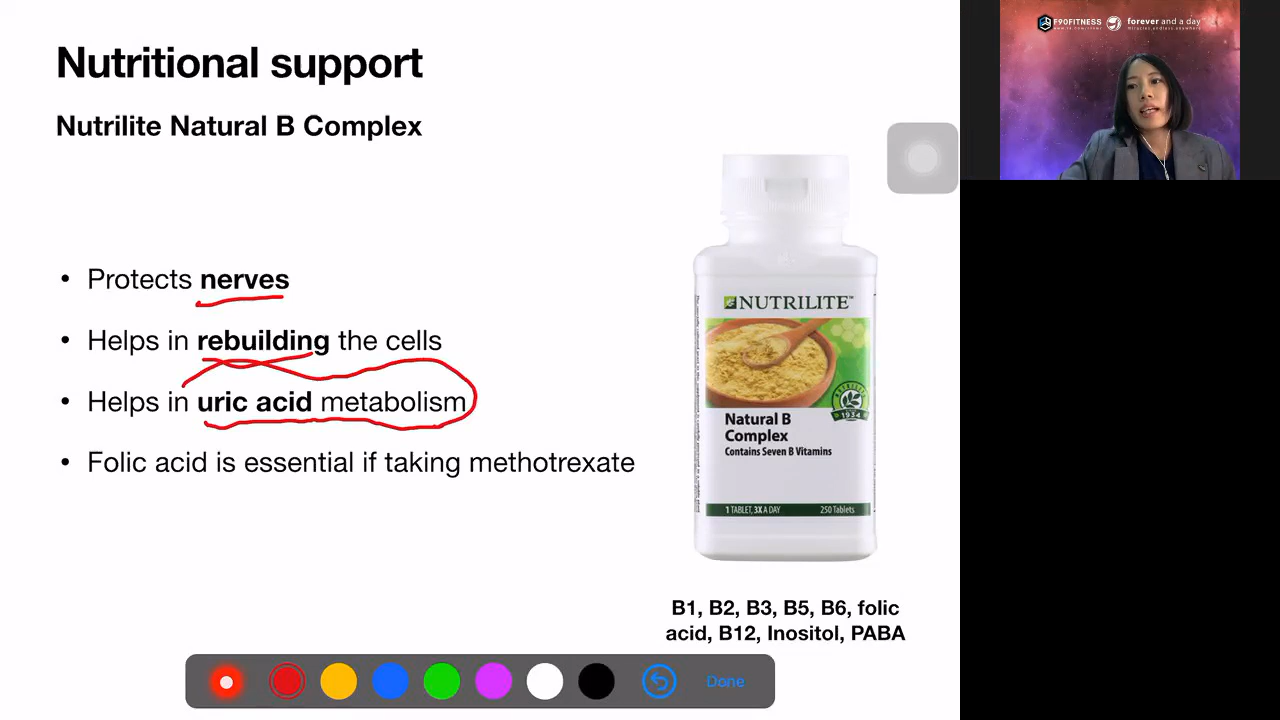 Nutritional support
Nutrilite Natural B Complex
• Protects nerves
• Helps in rebuilding the cells
• Helps in uric acid metabolism
• Folic acid is essential if taking methotrexate
NUTRILITE™
NUTRILITE
1934
Natural B
Complex
Contains Seven B Vitamins
1 TABLET, 3X A DAY 250 Tablets
B1, B2, B3, B5, B6, folic
acid, B12, Inositol, PABA
Done
F90FITNESS
forever and a day